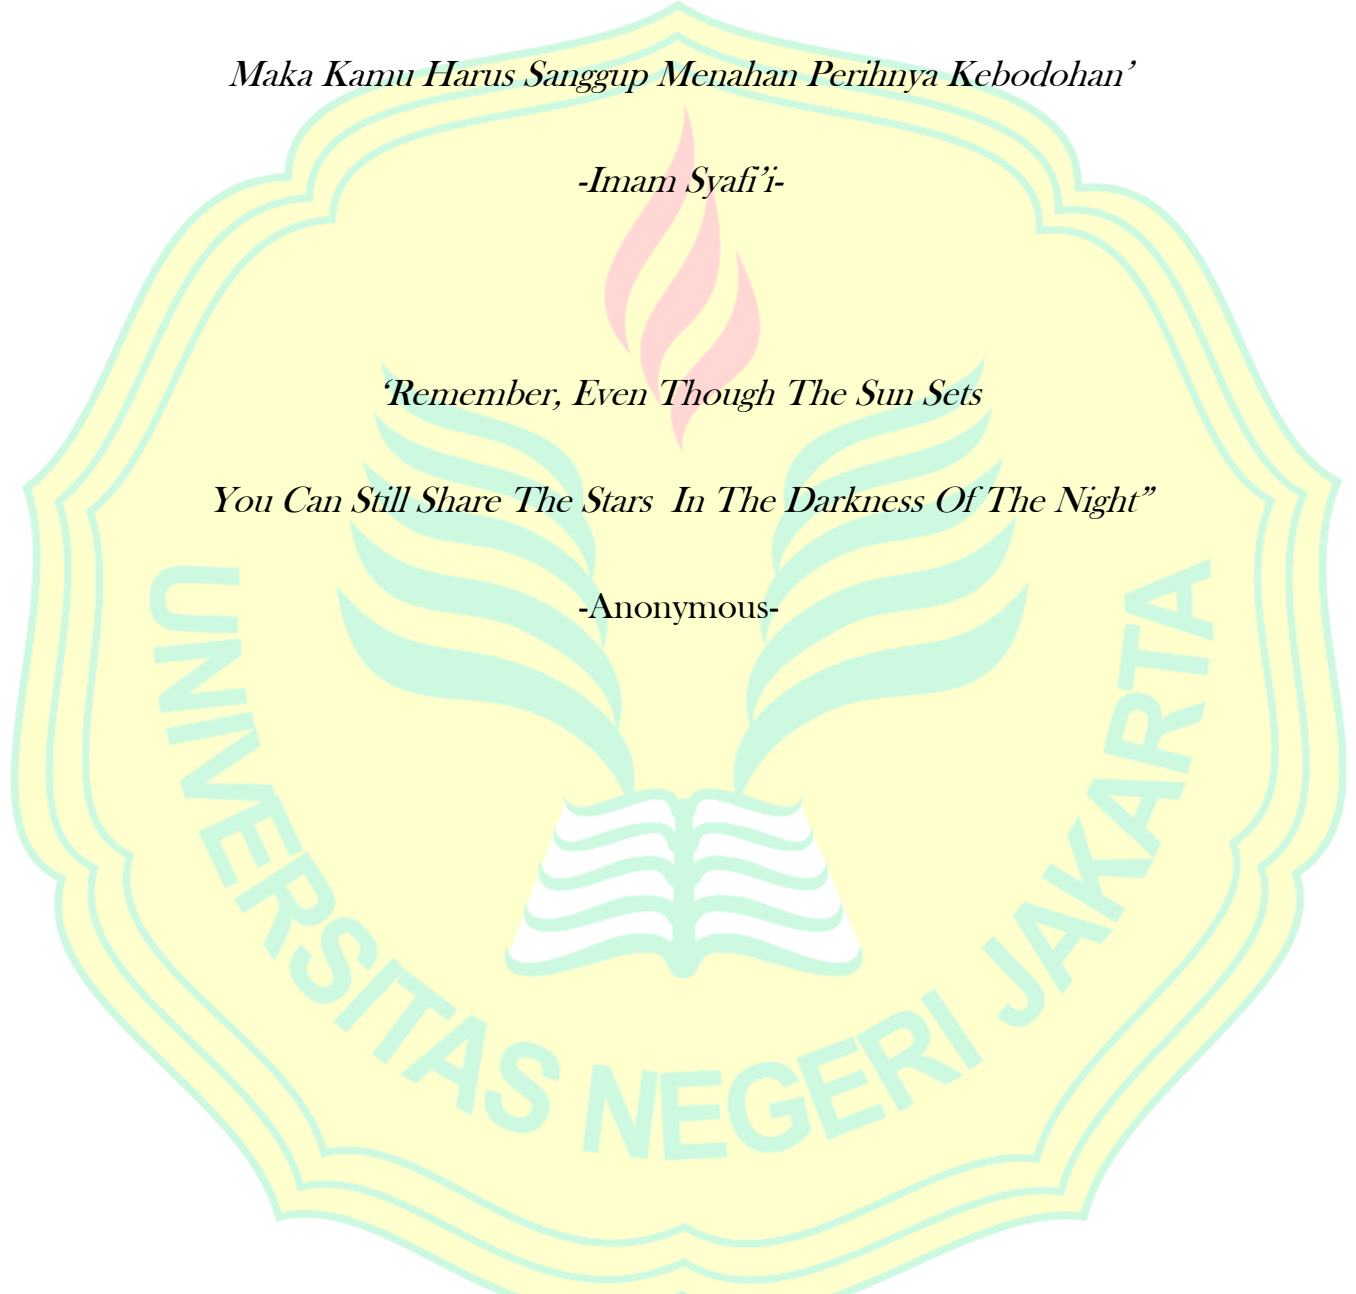 Maka Kamu Harus Sanggup Menahan Perihnya Kebodohan’
-Imam Syafi’i-
‘Remember, Even Though The Sun Sets
You Can Still Share The Stars  In The Darkness Of The Night”
-Anonymous-
UNIVERSITAS NEGERI JAKARTA